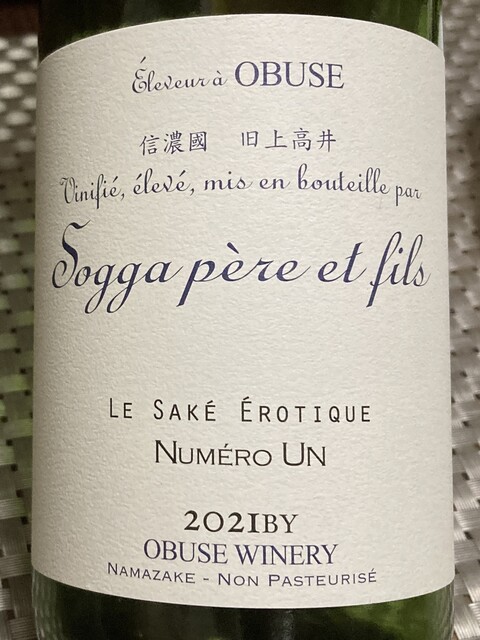 Éleveur à OBUSE
信濃國 旧上高井
Vinifié, élevé, mis en bouteille par
Sogga père et fils
LE SAKÉ ÉROTIQUE
NUMÉRO UN
2021BY
OBUSE WINERY
NAMAZAKE - NON PASTEURISÉ